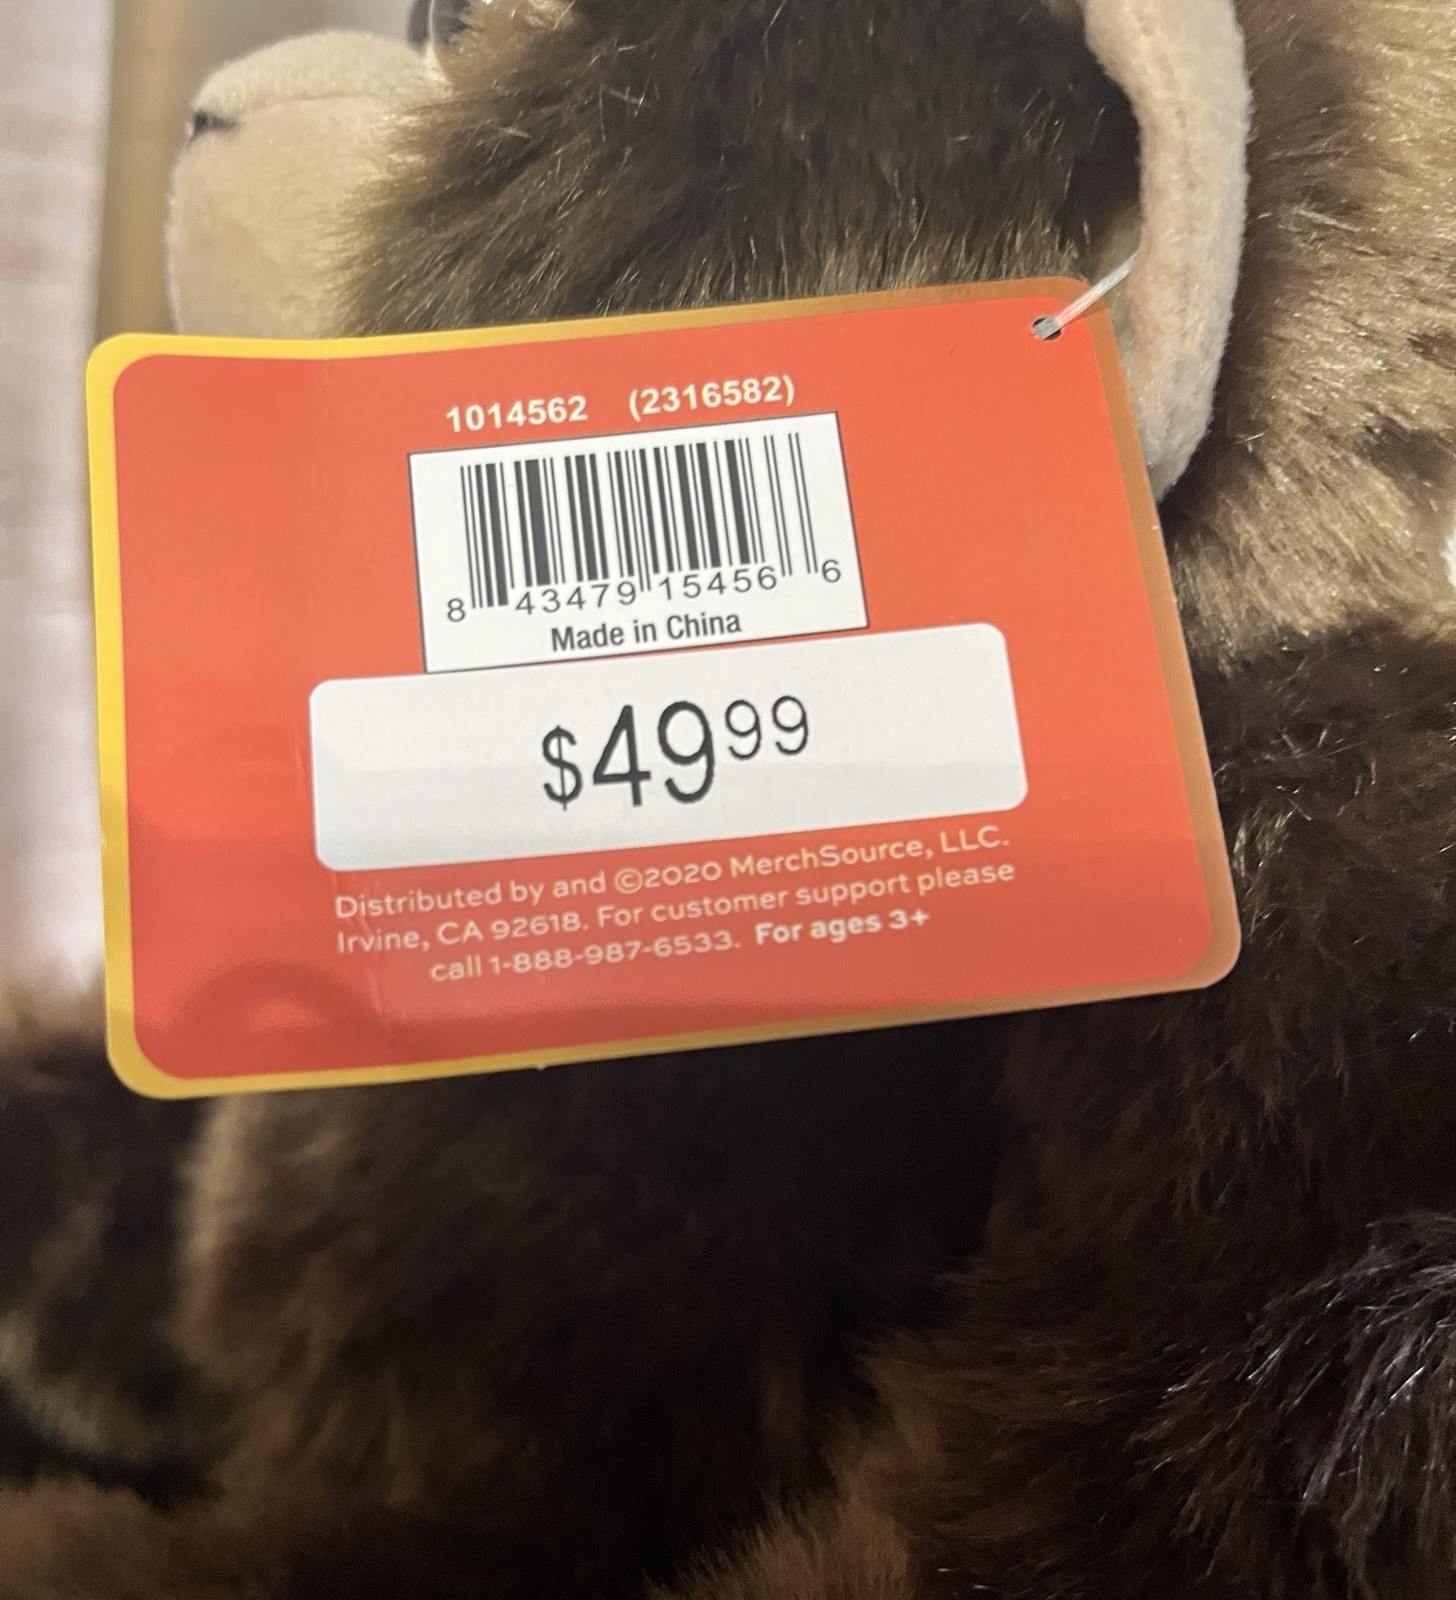 1014562 (2316582)
8 43479 15456 6
Made in China
$49⁹⁹
Distributed by and ©2020 MerchSource, LLC.
Irvine, CA 92618. For customer support please
call 1-888-987-6533. For ages 3+